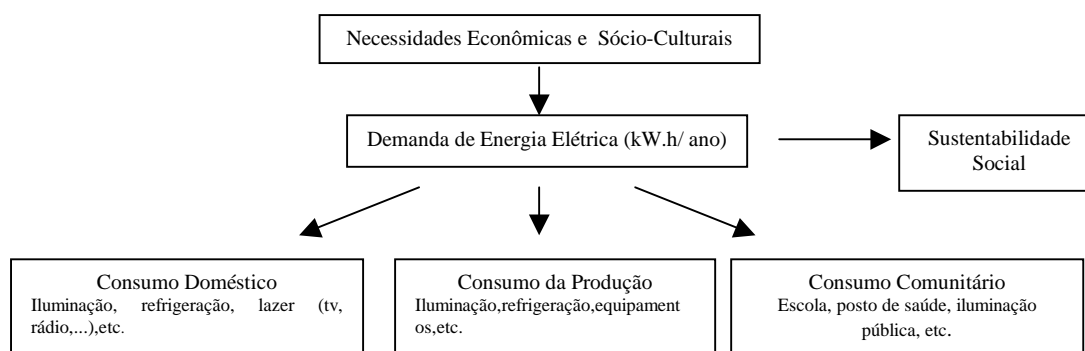 Necessidades Econômicas e Sócio-Culturais
Demanda de Energia Elétrica (kW.h/ ano)
Sustentabilidade
Social
Consumo Doméstico
Iluminação, refrigeração, lazer (tv,
rádio,...),etc.
Consumo da Produção
Iluminação,refrigeração,equipament
os,etc.
Consumo Comunitário
Escola, posto de saúde, iluminação
pública, etc.